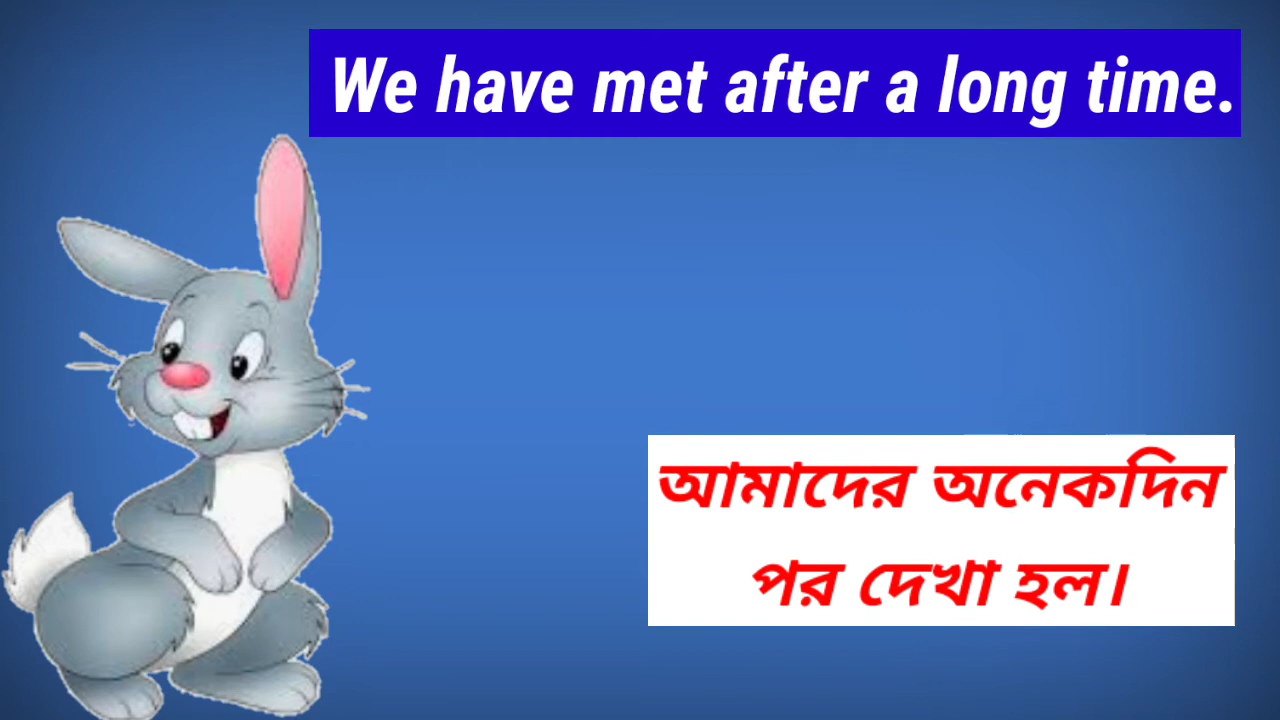 We have met after a long time.
আমাদের অনেকদিন
পর দেখা হল।